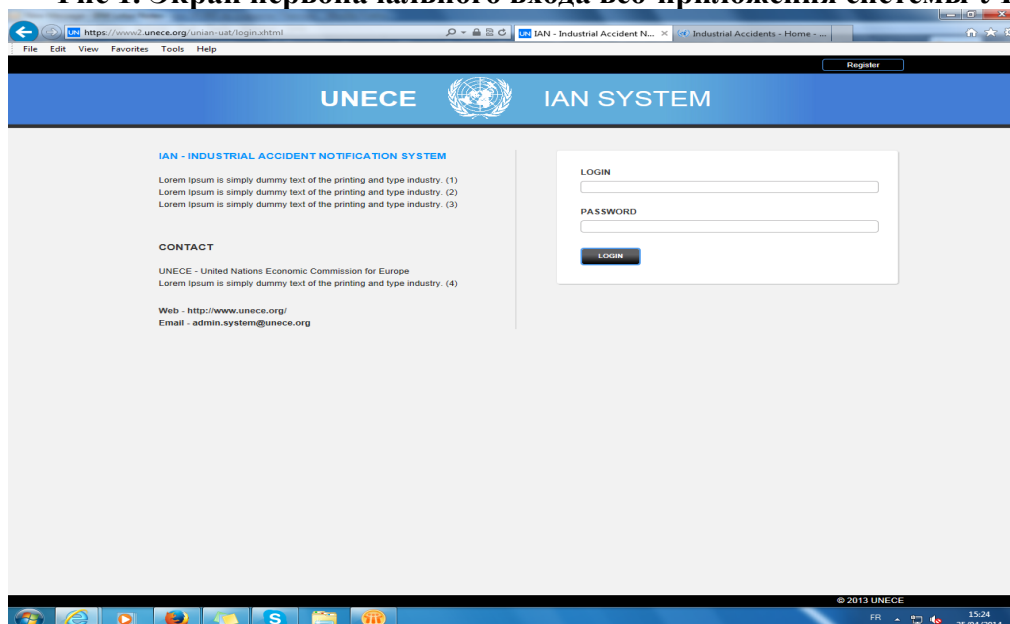 Рис 1. Экран первоначального входа веб-приложения системы
https://www2.unece.org/unian-uat/login.xhtml
UN IAN - Industrial Accident N...
Industrial Accidents - Home - ...
File Edit View Favorites Tools Help
Register
UNECE IAN SYSTEM
IAN - INDUSTRIAL ACCIDENT NOTIFICATION SYSTEM
Lorem Ipsum is simply dummy text of the printing and type industry. (1)
Lorem Ipsum is simply dummy text of the printing and type industry. (2)
Lorem Ipsum is simply dummy text of the printing and type industry. (3)
CONTACT
UNECE - United Nations Economic Commission for Europe
Lorem Ipsum is simply dummy text of the printing and type industry. (4)
Web - http://www.unece.org/
Email - admin.system@unece.org
LOGIN
PASSWORD
LOGIN
© 2013 UNECE
FR 15:24
25/04/2014